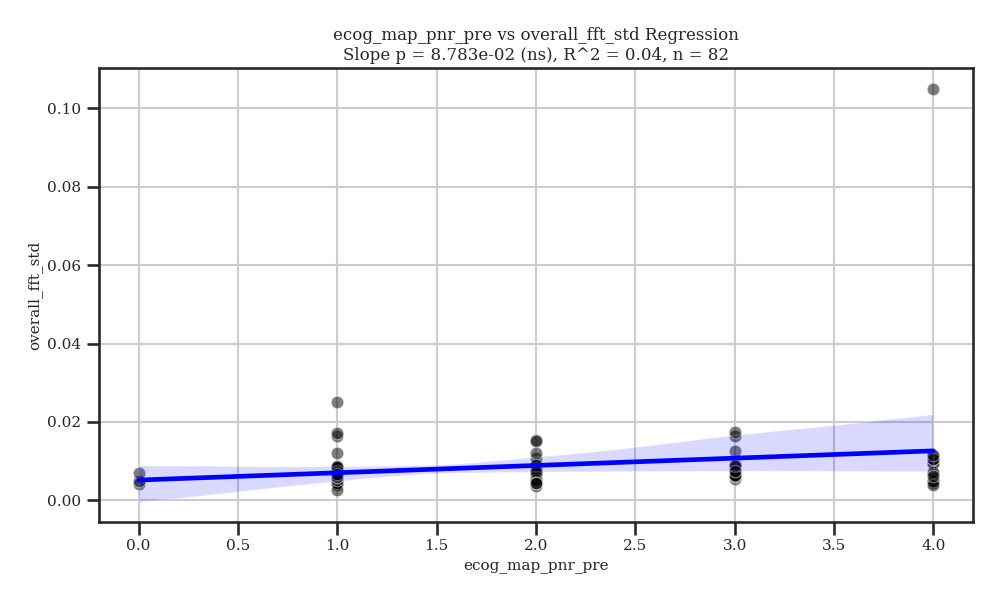 ecog_map_pnr_pre vs overall_fft_std Regression
Slope p = 8.783e-02 (ns), R^2 = 0.04, n = 82
overall_fft_std
0.10
0.08
0.06
0.04
0.02
0.00
0.0 0.5 1.0 1.5 2.0 2.5 3.0 3.5 4.0
ecog_map_pnr_pre